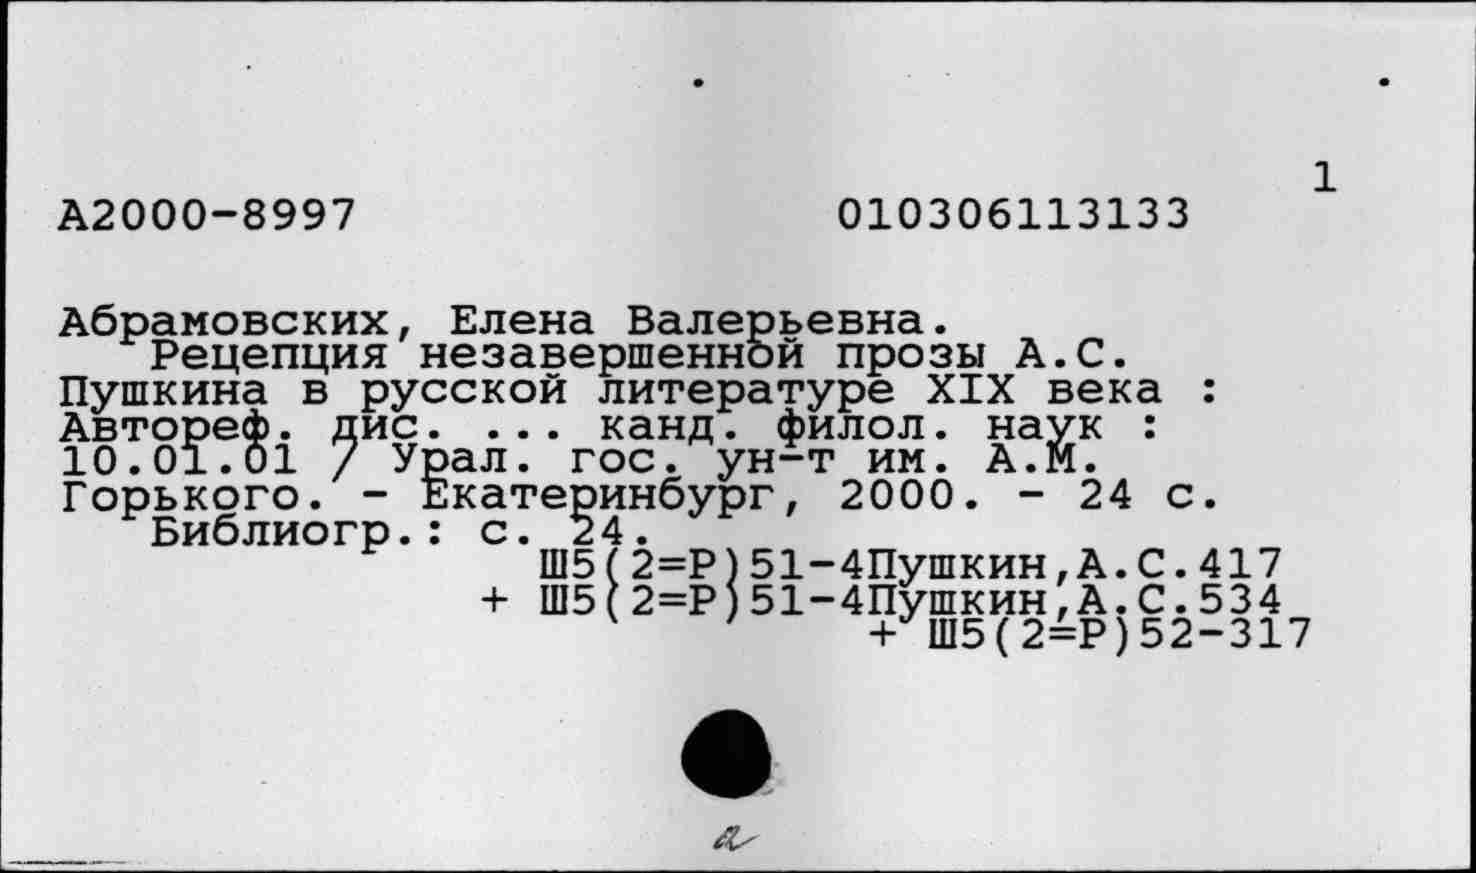 1
А2000-8997 010306113133
Абрамовских, Елена Валерьевна.
Рецепция незавершенной прозы А.С.
Пушкина в русской литературе XIX века :
Автореф. дис. ... канд. филол. наук :
10.01.01 / Урал. гос. ун-т им. А.М.
Горького. - Екатеринбург, 2000. - 24 с.
Библиогр.: с. 24.
Ш5(2=Р)51-4Пушкин,А.С.417
+ Ш5(2=Р)51-4Пушкин,А.С.534
+ Ш5(2=Р)52-317